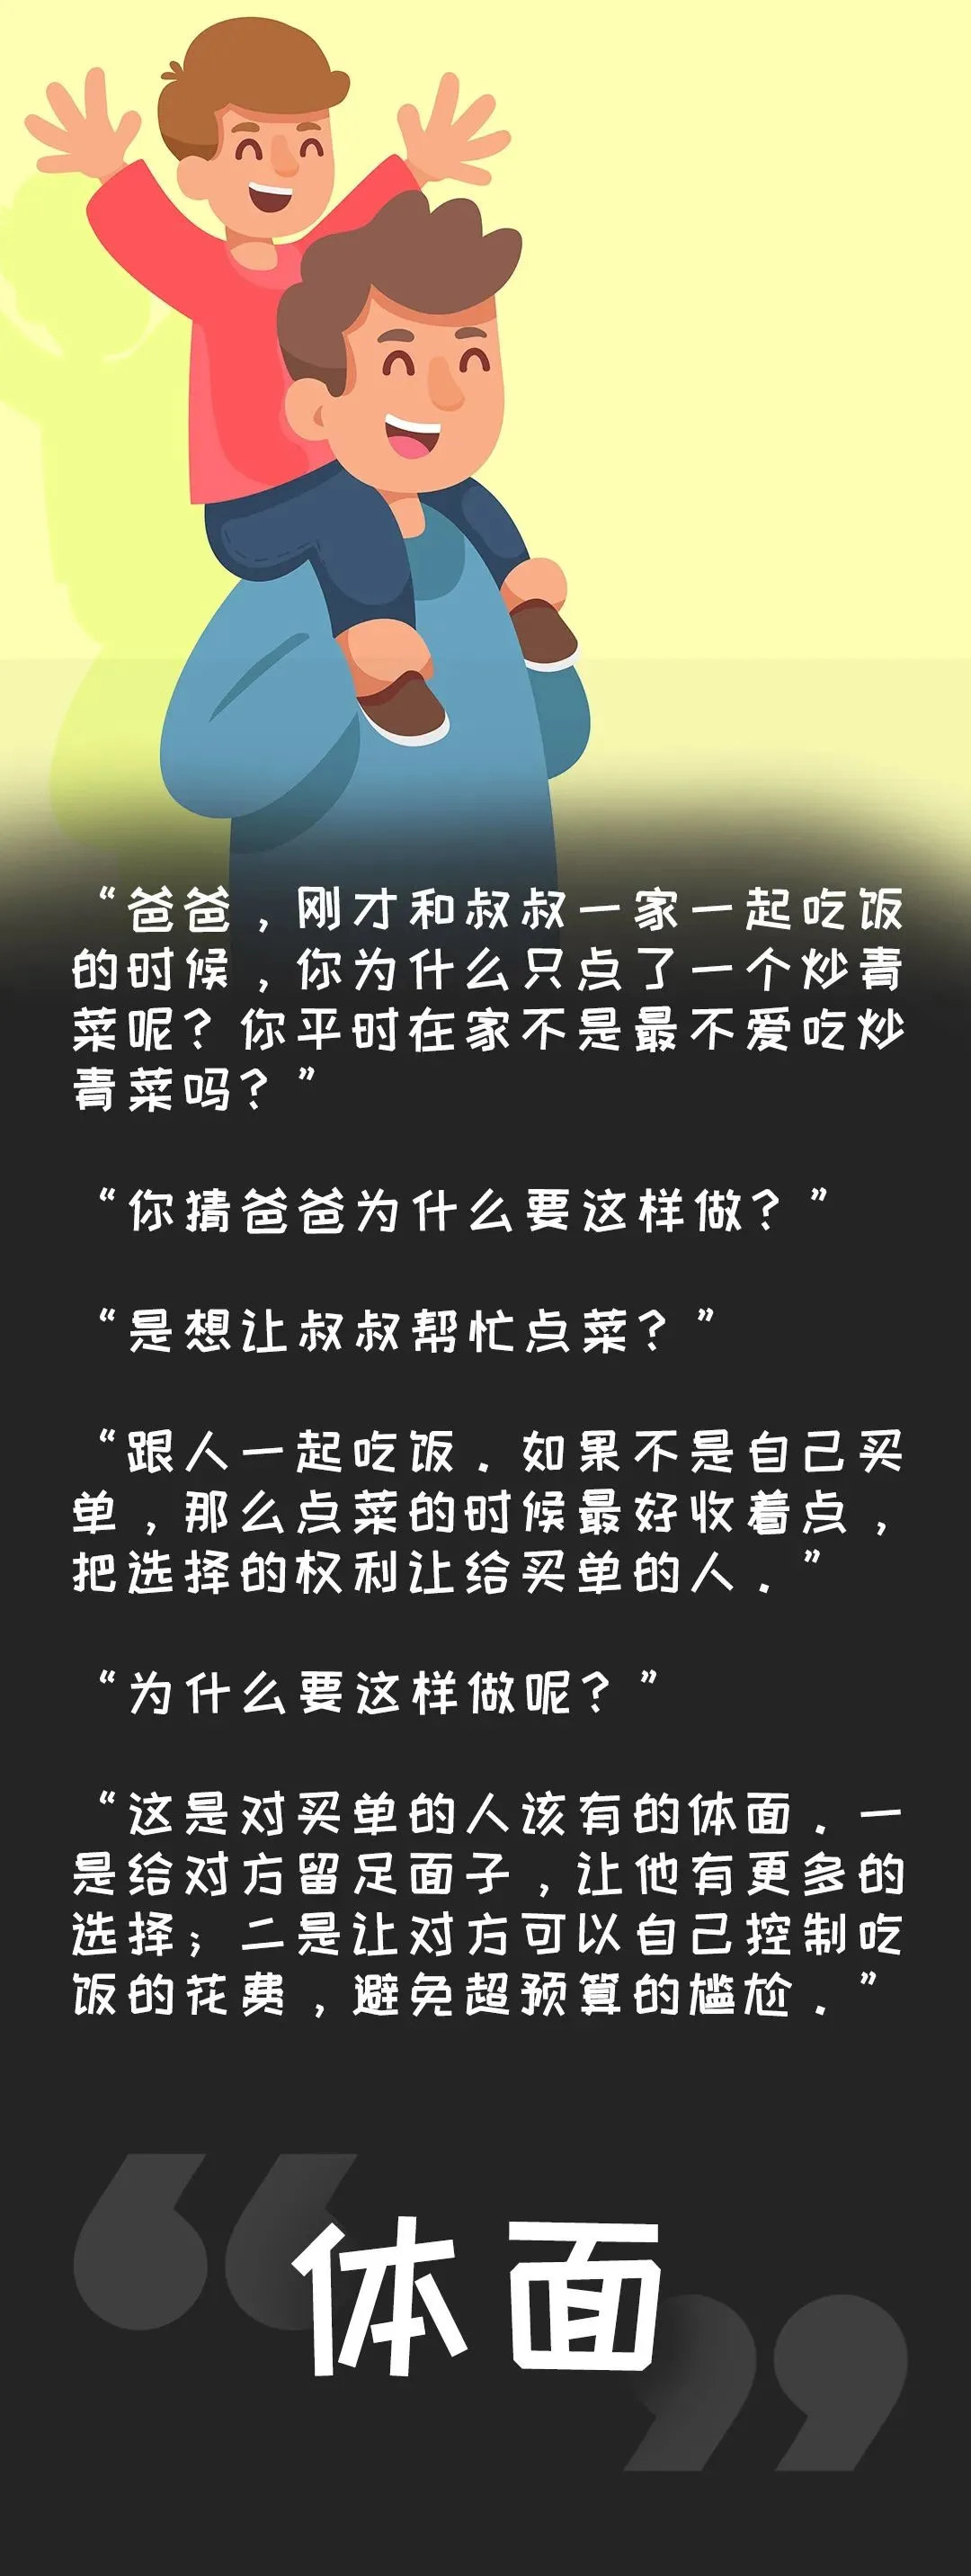 “爸爸，刚才和叔叔一家一起吃饭
的时候，你为什么只点了一个炒青
菜呢？你平时在家不是最不爱吃炒
青菜吗？”
“你猜爸爸为什么要这样做？”
“是想让叔叔帮忙点菜？”
“跟人一起吃饭．如果不是自己买
单，那么点菜的时候最好收着点，
把选择的权利让给买单的人．”
“为什么要这样做呢？”
“这是对买单的人该有的体面．一
是给对方留足面子，让他有更多的
选择；二是让对方可以自己控制吃
饭的花费，避免超预算的尴尬．”
“体面”